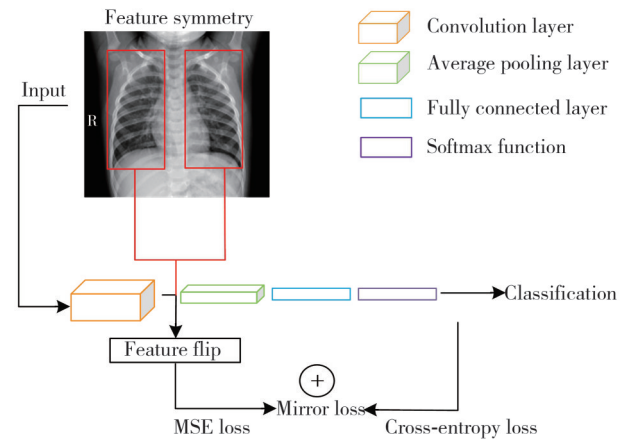 Feature symmetry
Convolution layer
Average pooling layer
Fully connected layer
Softmax function
Input
R
Classification
Feature flip
+
Mirror loss
MSE loss
Cross-entropy loss